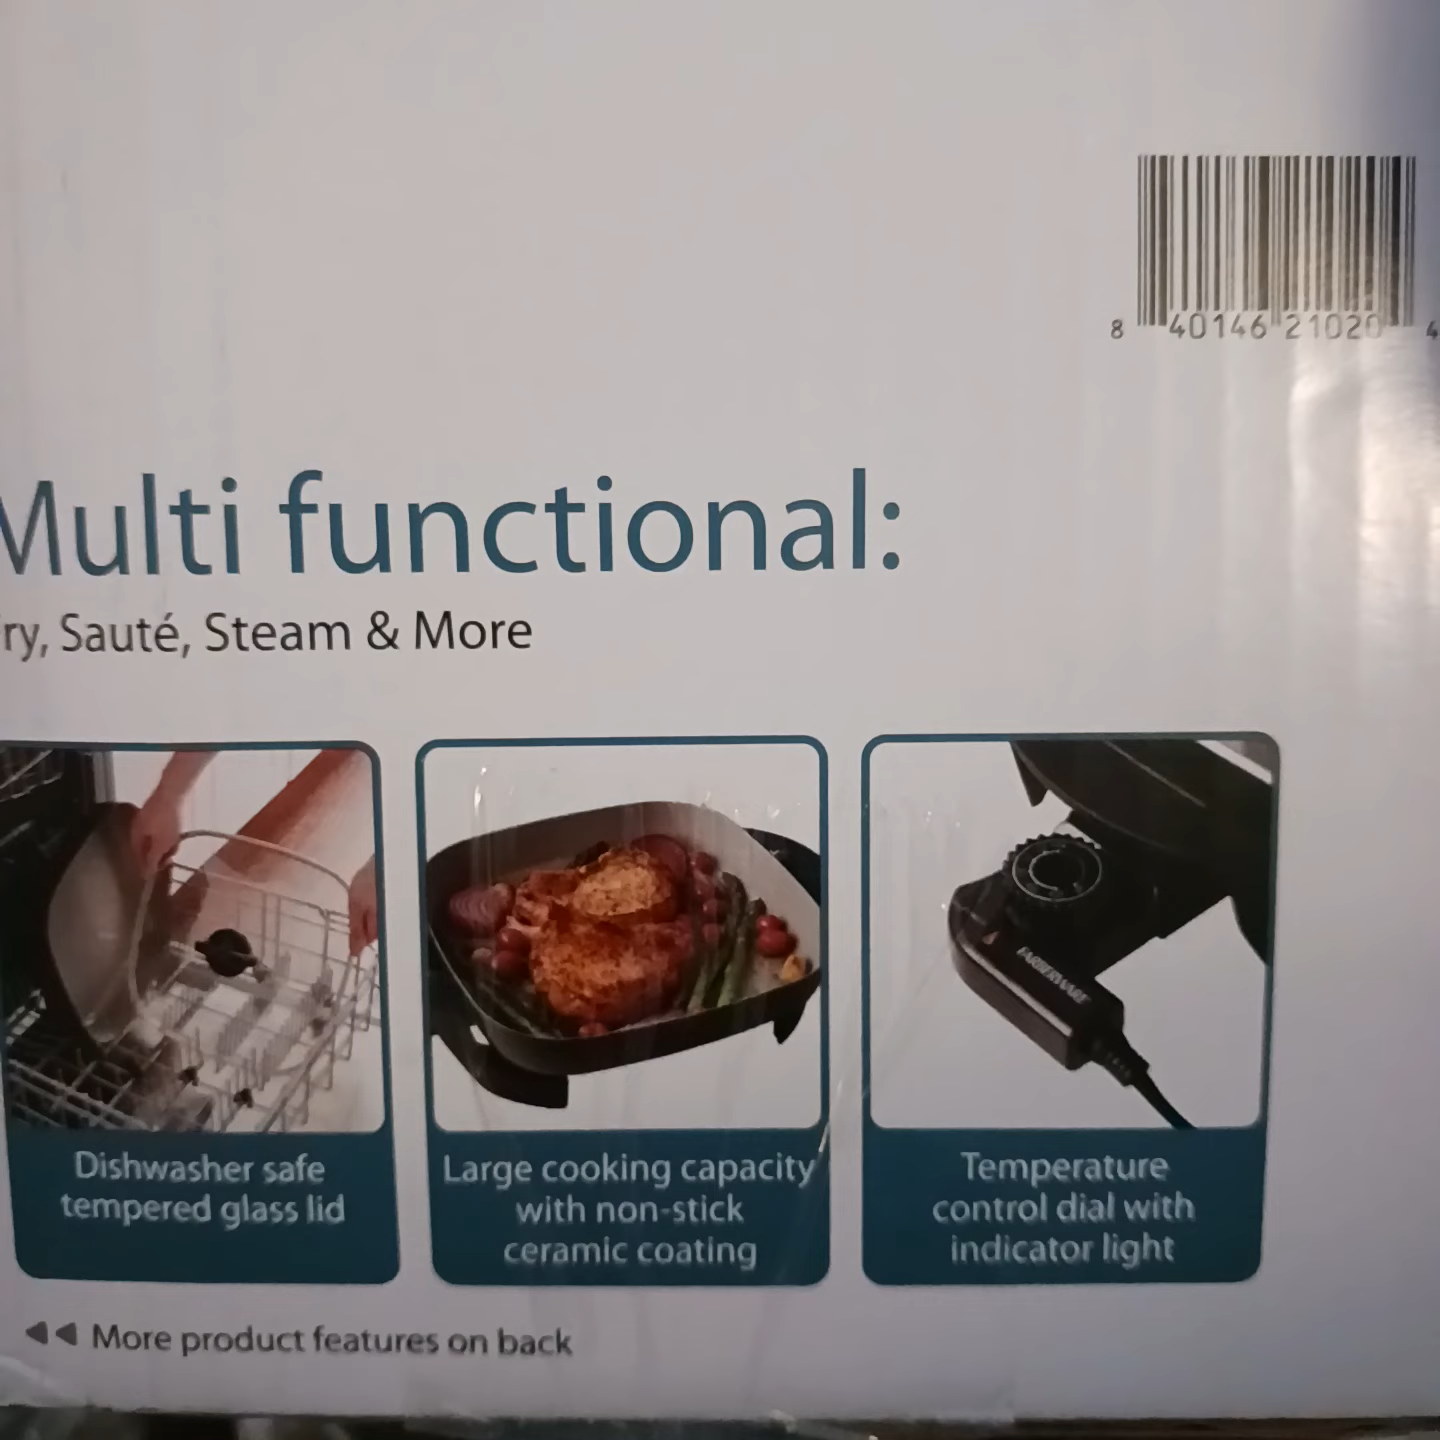 8 40146 21020 4
Multi functional:
ry, Sauté, Steam & More
FARBERWARE
Dishwasher safe
tempered glass lid
Large cooking capacity
with non-stick
ceramic coating
Temperature
control dial with
indicator light
More product features on back